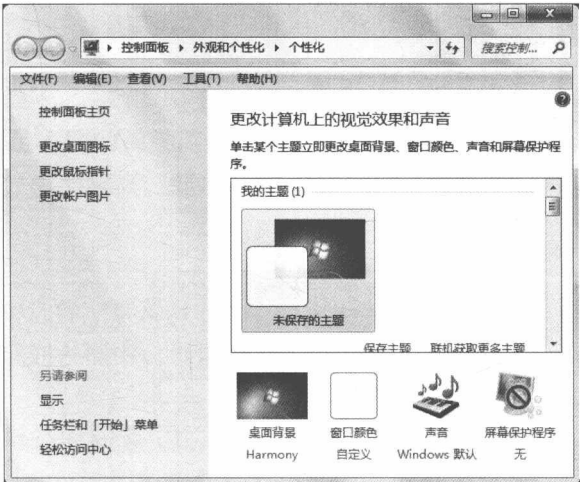 控制面板 ▸ 外观和个性化 ▸ 个性化
搜索控制...
文件(F) 编辑(E) 查看(V) 工具(T) 帮助(H)
控制面板主页
更改桌面图标
更改鼠标指针
更改帐户图片
更改计算机上的视觉效果和声音
单击某个主题立即更改桌面背景、窗口颜色、声音和屏幕保护程
序。
我的主题 (1)
未保存的主题
保存主题 联机获取更多主题
另请参阅
显示
任务栏和「开始」菜单
轻松访问中心
桌面背景
Harmony
窗口颜色
自定义
声音
Windows 默认
屏幕保护程序
无